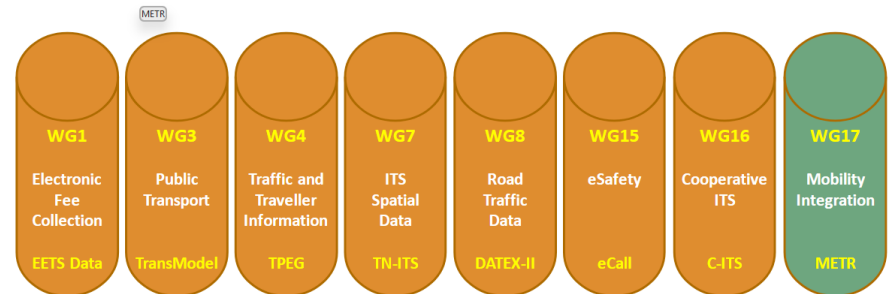 METR
WG1
Electronic
Fee
Collection
EETS Data
WG3
Public
Transport
TransModel
WG4
Traffic and
Traveller
Information
TPEG
WG7
ITS
Spatial
Data
TN-ITS
WG8
Road
Traffic
Data
DATEX-II
WG15
eSafety
eCall
WG16
Cooperative
ITS
C-ITS
WG17
Mobility
Integration
METR